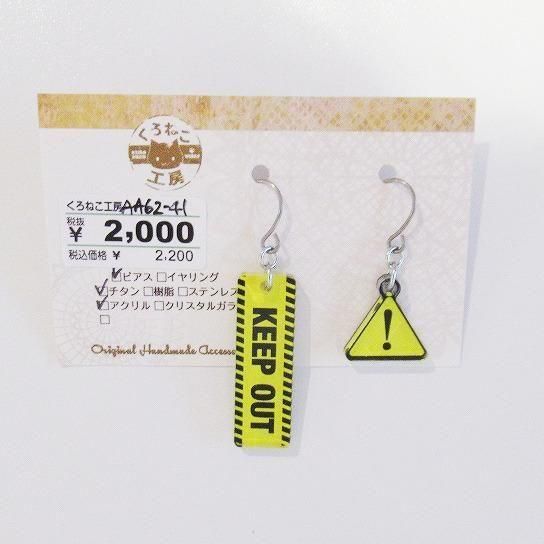 くろねこ
工房
くろねこ工房AA62-41
税抜
¥ 2,000
税込価格 ¥ 2,200
☑ピアス □イヤリング
☑チタン □樹脂 □ステンレス
☑アクリル □クリスタルガラ
□
Original Handmade Accesso
KEEP OUT
!